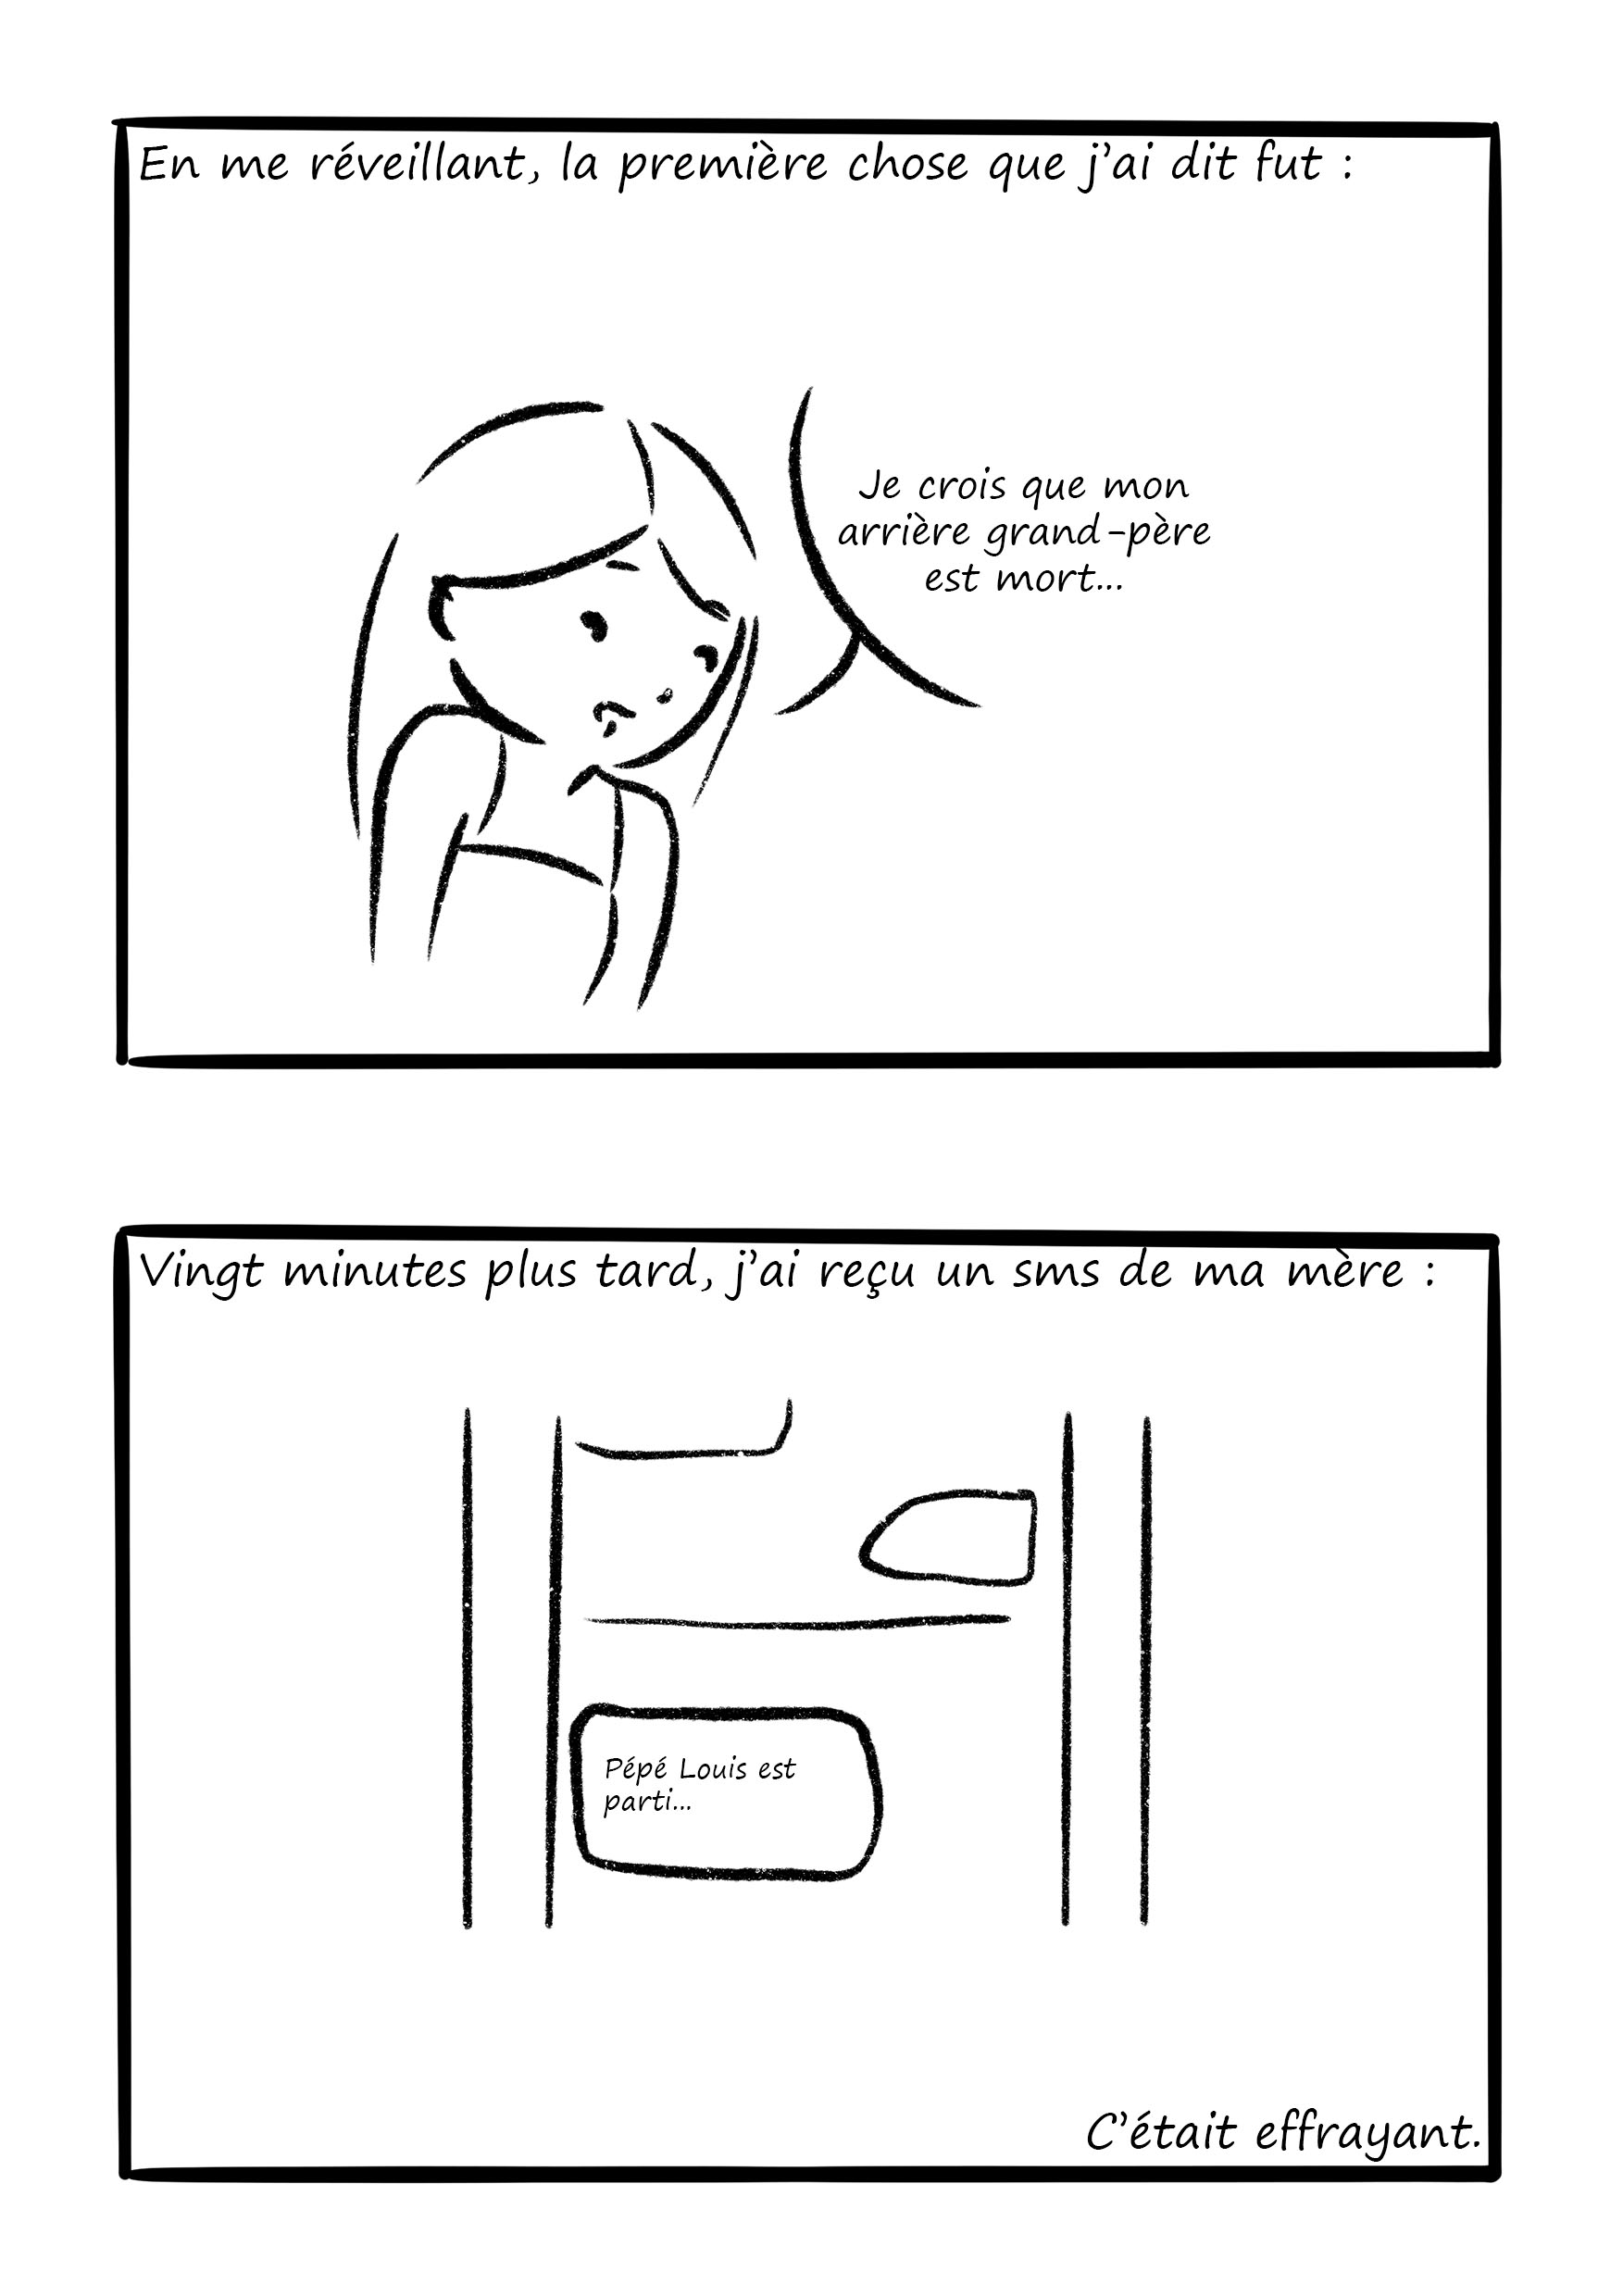 En me réveillant, la première chose que j'ai dit fut :
Je crois que mon
arrière grand-père
est mort...
Vingt minutes plus tard, j'ai reçu un sms de ma mère :
Pépé Louis est
parti...
C'était effrayant.